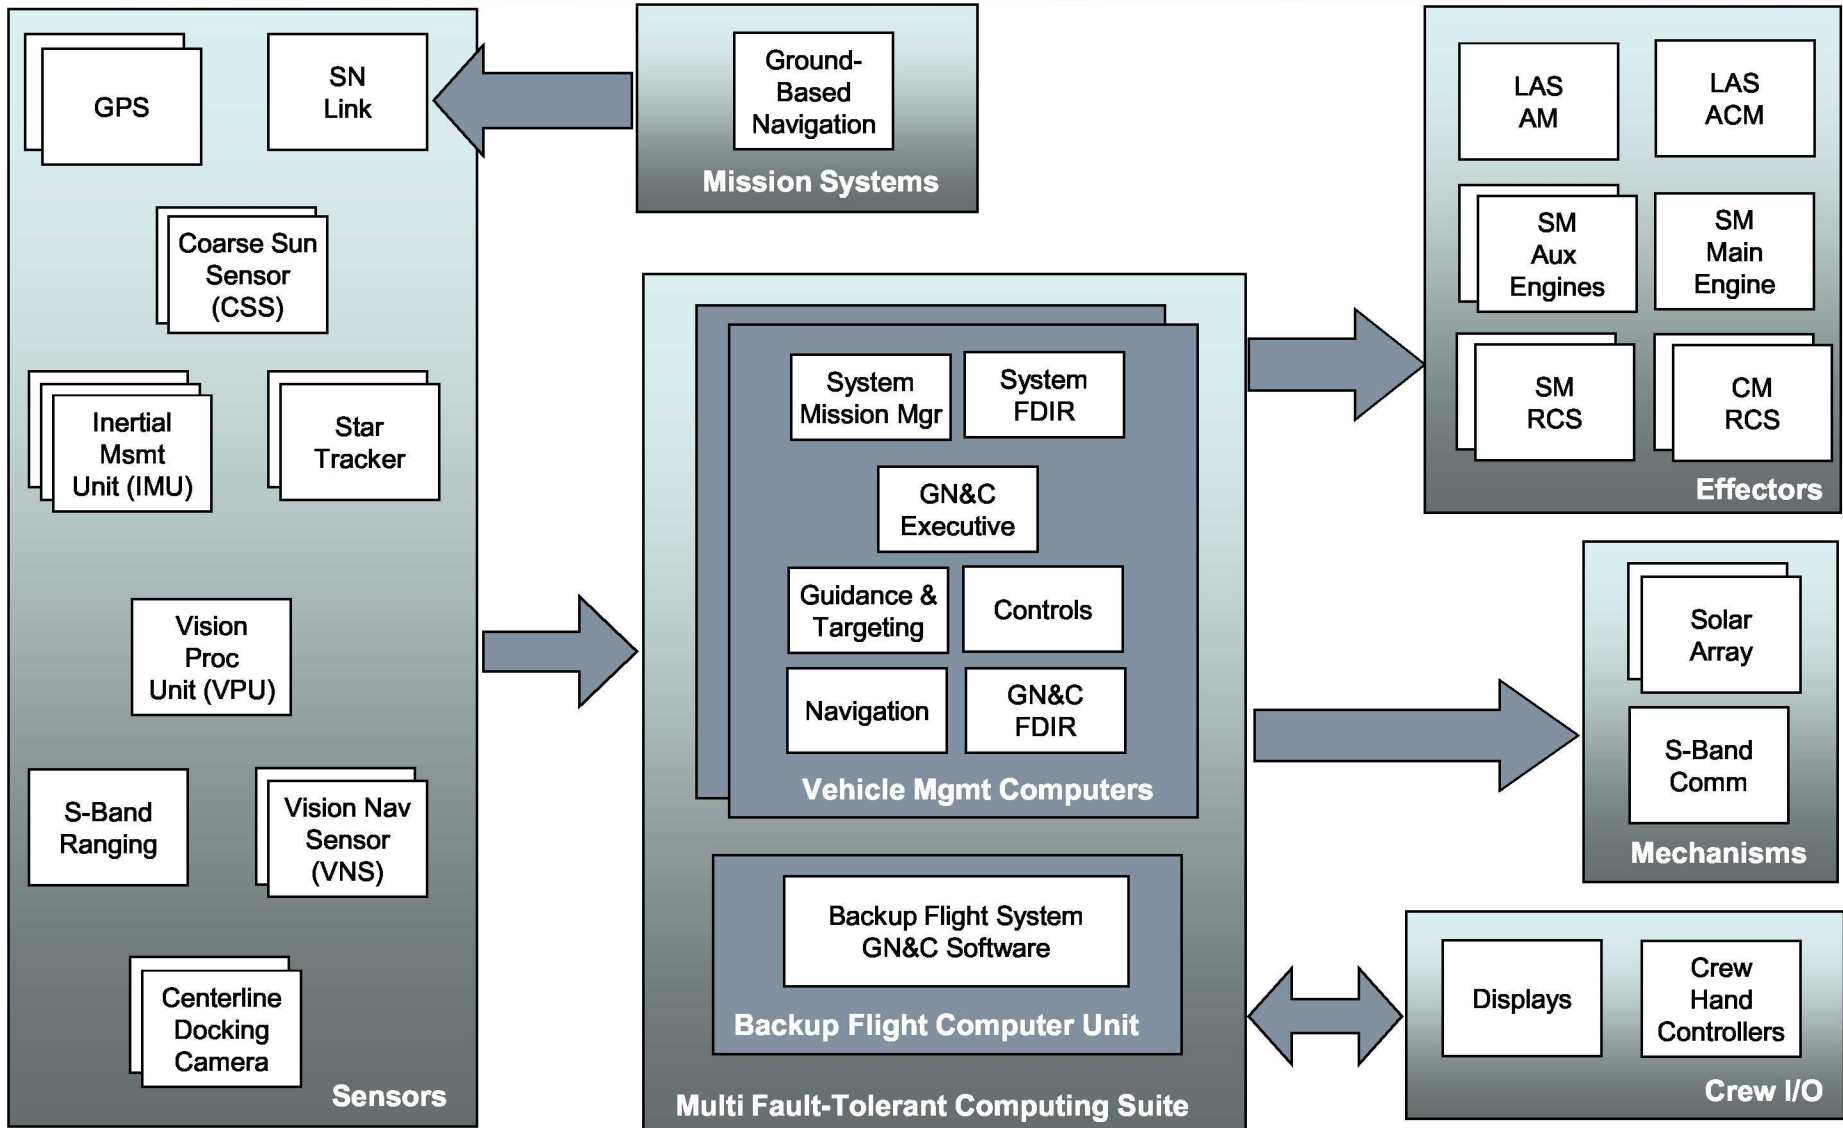 GPS
SN
Link
Coarse Sun
Sensor
(CSS)
Inertial
Msmt
Unit (IMU)
Star
Tracker
Vision
Proc
Unit (VPU)
S-Band
Ranging
Vision Nav
Sensor
(VNS)
Centerline
Docking
Camera
Sensors
Ground-
Based
Navigation
Mission Systems
System
Mission Mgr
System
FDIR
GN&C
Executive
Guidance &
Targeting
Controls
Navigation
GN&C
FDIR
Vehicle Mgmt Computers
Backup Flight System
GN&C Software
Backup Flight Computer Unit
Multi Fault-Tolerant Computing Suite
LAS
AM
LAS
ACM
SM
Aux
Engines
SM
Main
Engine
SM
RCS
CM
RCS
Effectors
Solar
Array
S-Band
Comm
Mechanisms
Displays
Crew
Hand
Controllers
Crew I/O